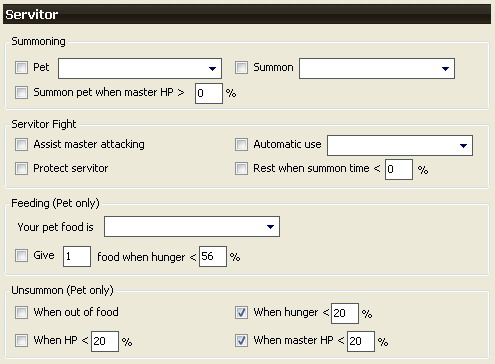 Servitor
Summoning
Pet Summon
Summon pet when master HP > 0 %
Servitor Fight
Assist master attacking Automatic use
Protect servitor Rest when summon time < 0 %
Feeding (Pet only)
Your pet food is
Give 1 food when hunger < 56 %
Unsummon (Pet only)
When out of food When hunger < 20 %
When HP < 20 % When master HP < 20 %